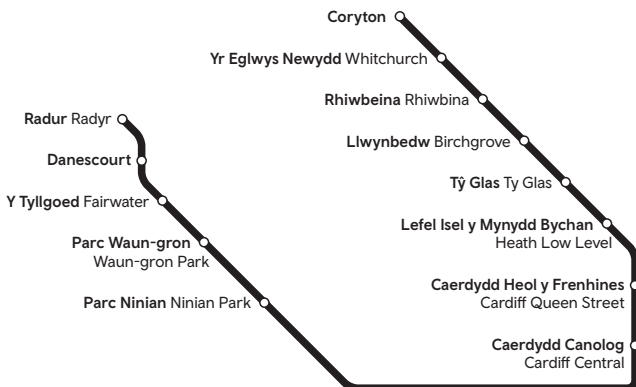 Coryton
Yr Eglwys Newydd Whitchurch
Rhiwbeina Rhiwbina
Llwynbedw Birchgrove
Tŷ Glas Ty Glas
Lefel Isel y Mynydd Bychan
Heath Low Level
Caerdydd Heol y Frenhines
Cardiff Queen Street
Caerdydd Canolog
Cardiff Central
Radur Radyr
Danescourt
Y Tyllgoed Fairwater
Parc Waun-gron
Waun-gron Park
Parc Ninian Ninian Park